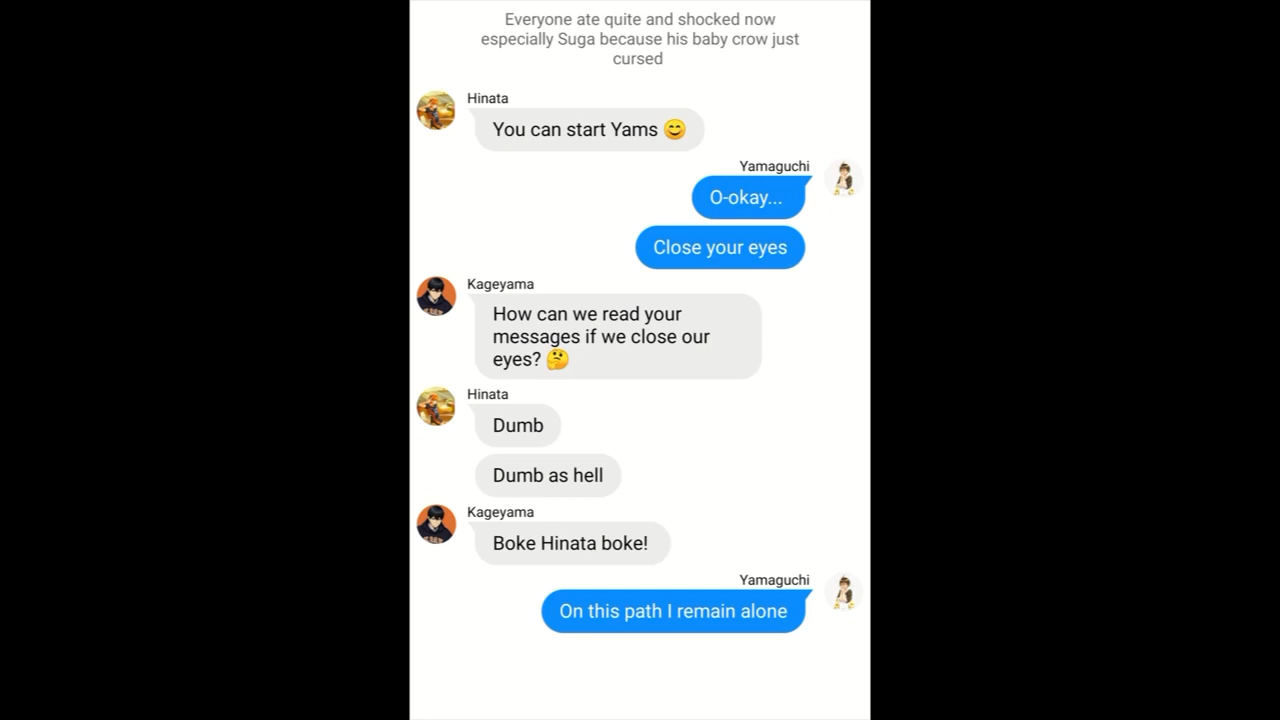 Everyone ate quite and shocked now
especially Suga because his baby crow just
cursed
Hinata
You can start Yams 😊
Yamaguchi
O-okay...
Close your eyes
Kageyama
How can we read your
messages if we close our
eyes? 🤔
Hinata
Dumb
Dumb as hell
Kageyama
Boke Hinata boke!
Yamaguchi
On this path I remain alone